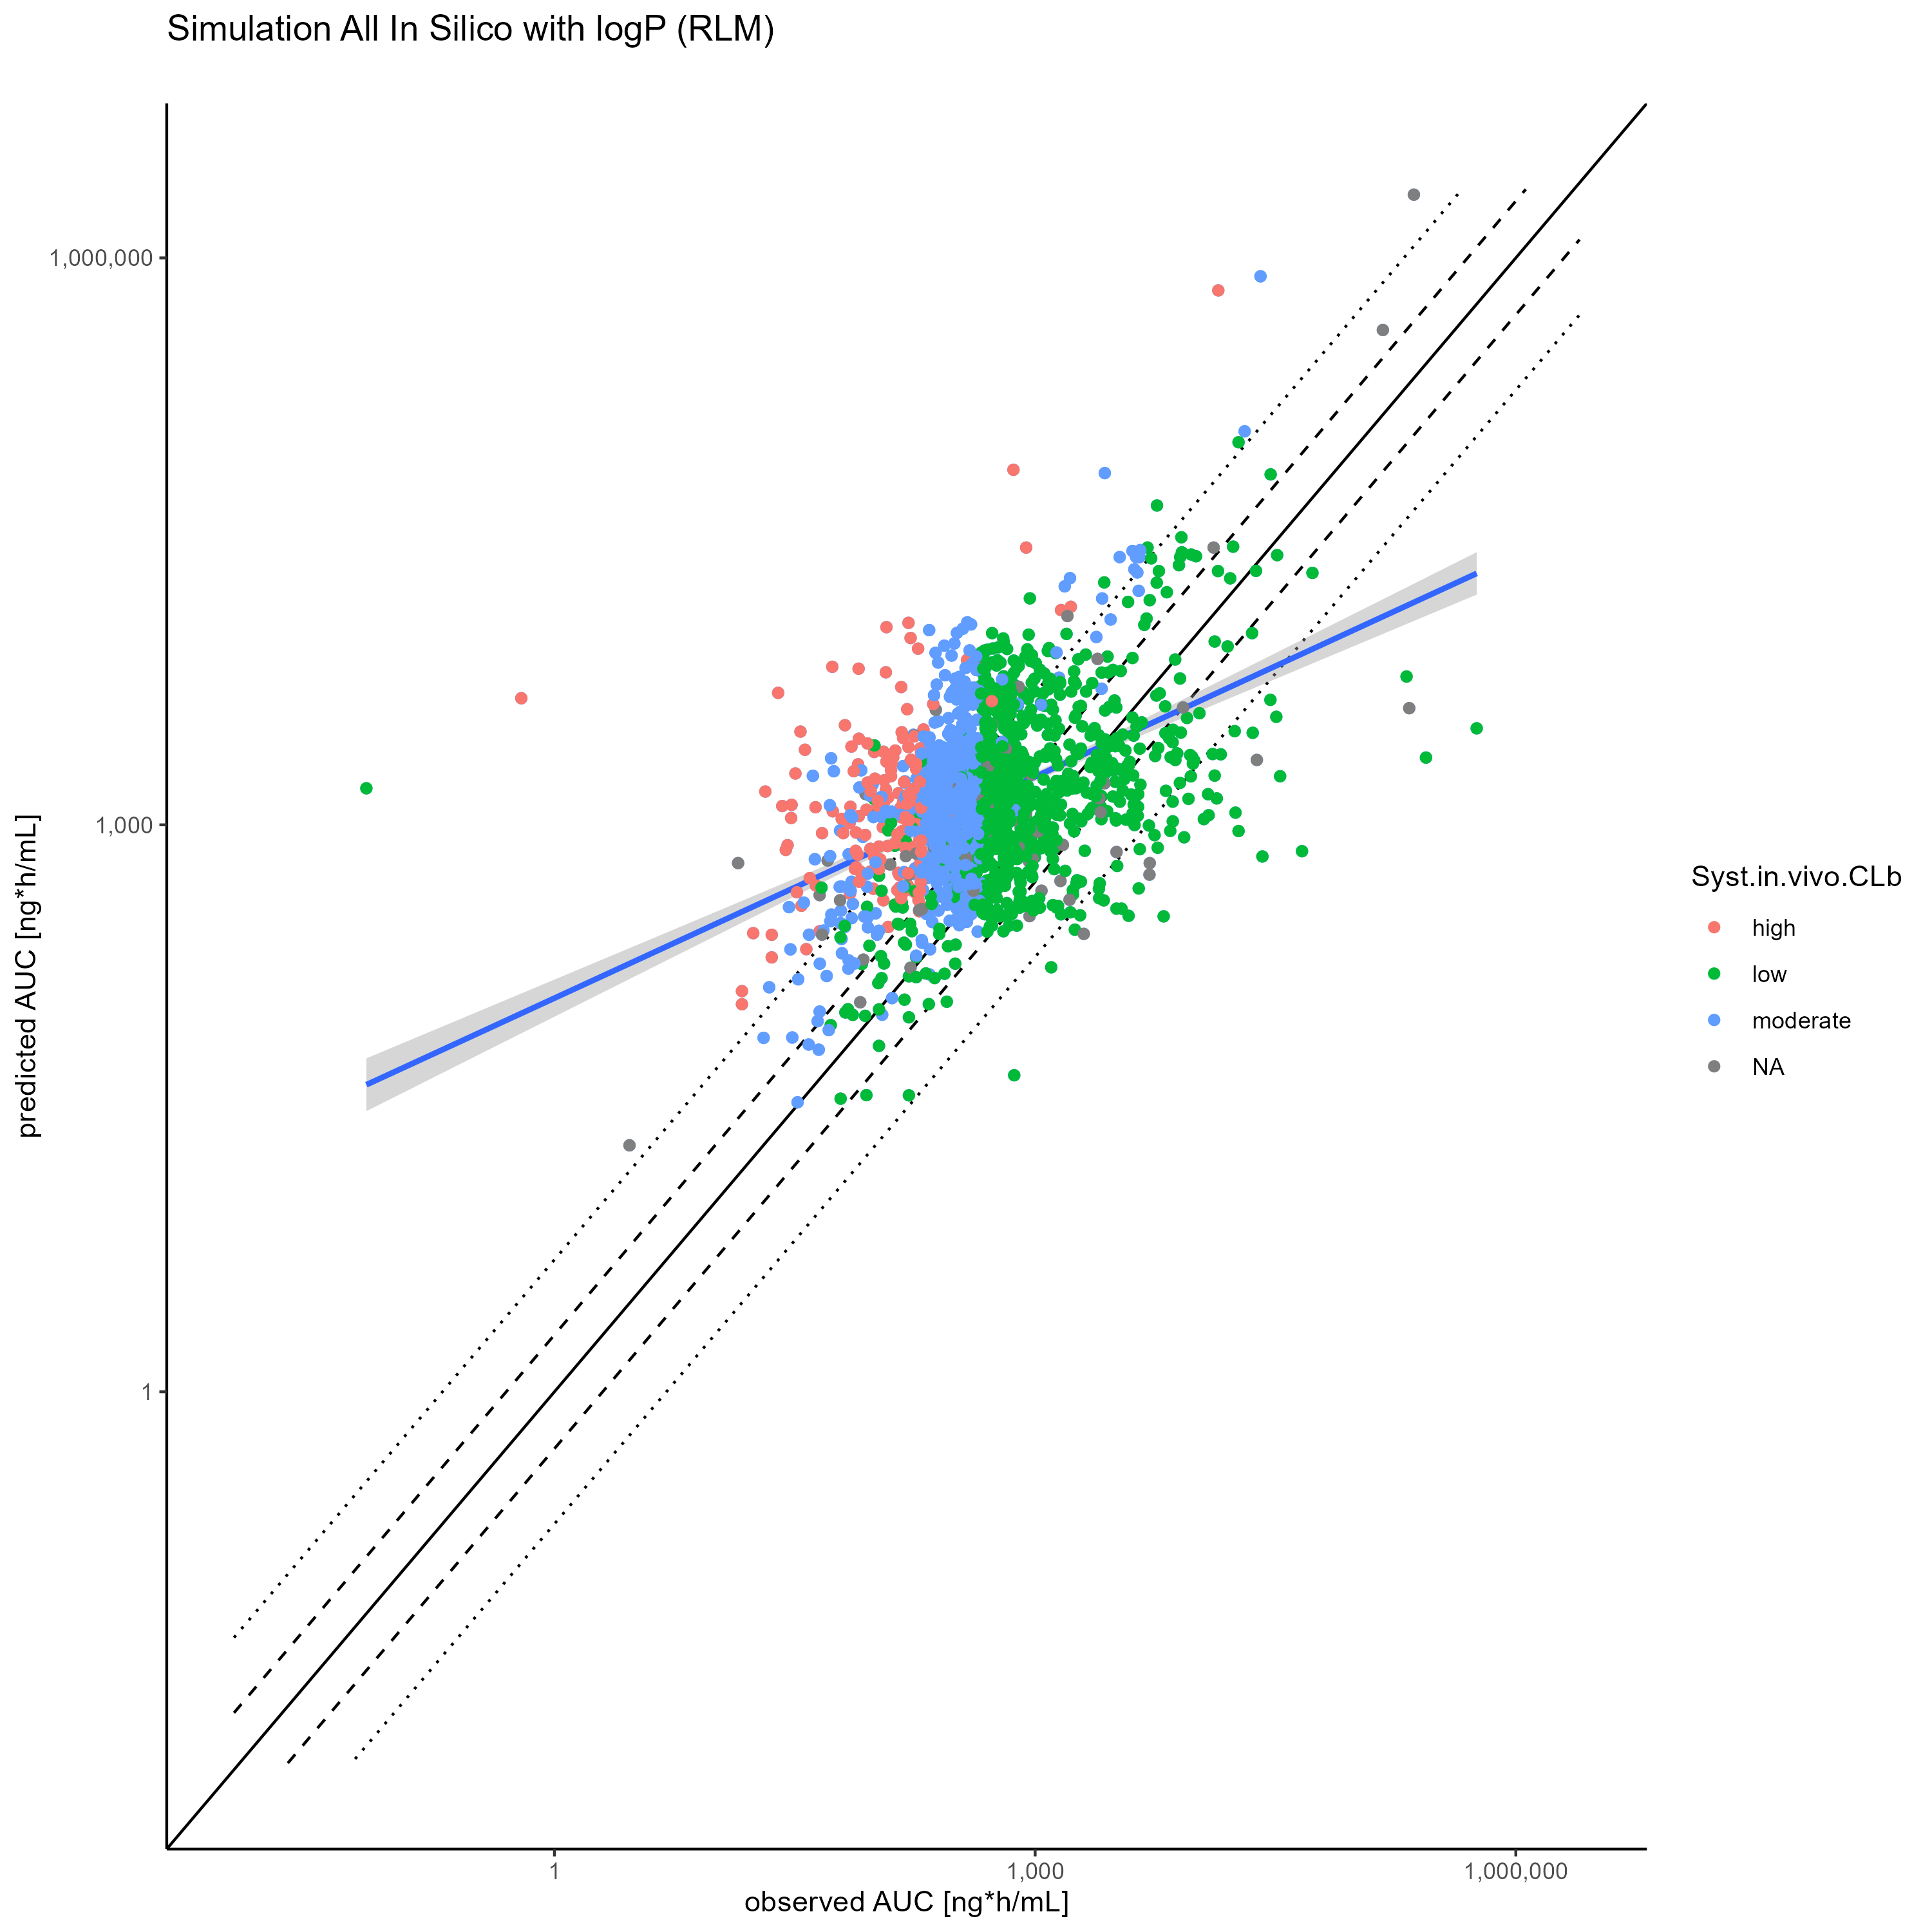 Simulation All In Silico with logP (RLM)
predicted AUC [ng*h/mL]
1,000,000
1,000
1
1
1,000
1,000,000
observed AUC [ng*h/mL]
Syst.in.vivo.CLb
high
low
moderate
NA